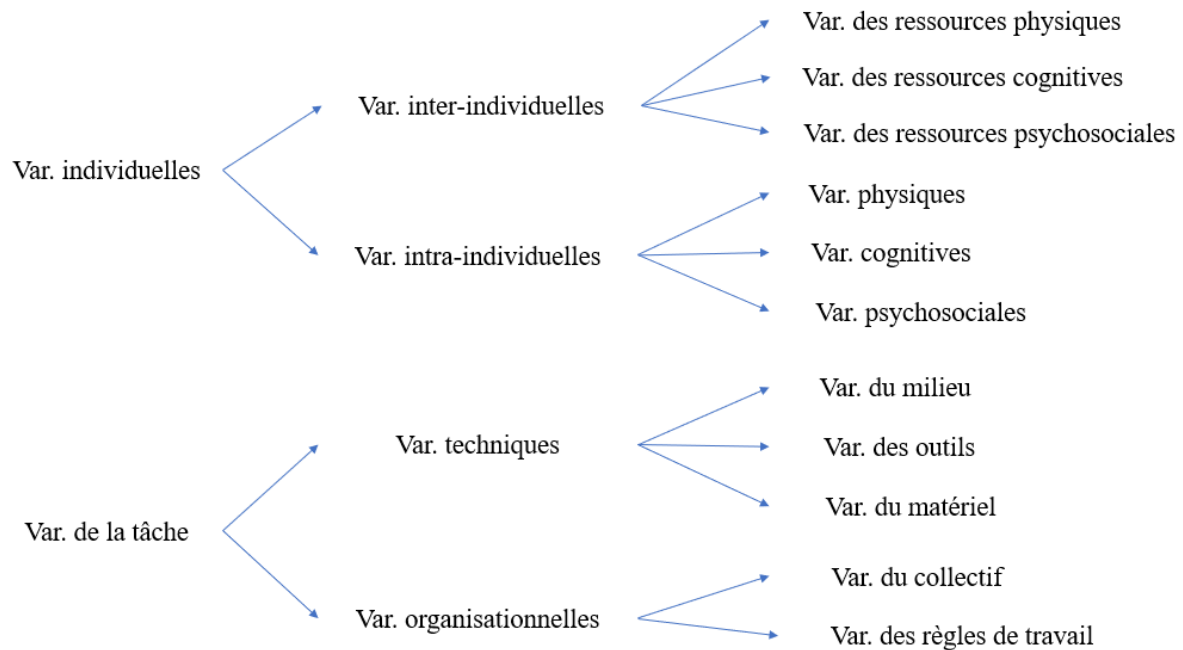 Var. des ressources physiques
Var. des ressources cognitives
Var. inter-individuelles
Var. des ressources psychosociales
Var. individuelles
Var. physiques
Var. cognitives
Var. intra-individuelles
Var. psychosociales
Var. du milieu
Var. techniques
Var. des outils
Var. du matériel
Var. de la tâche
Var. du collectif
Var. organisationnelles
Var. des règles de travail